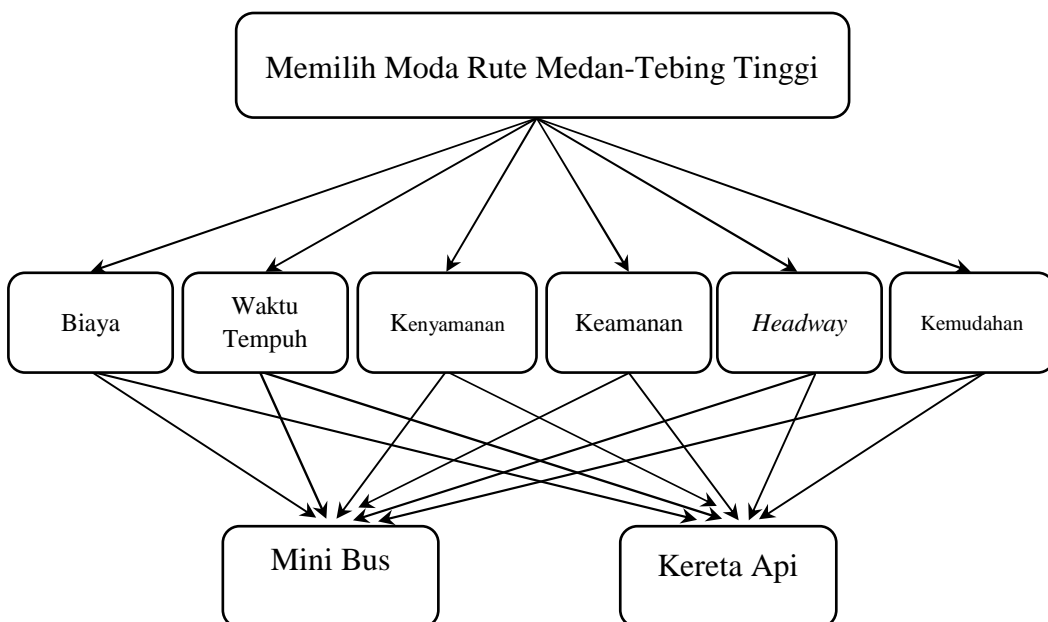 Memilih Moda Rute Medan-Tebing Tinggi
Biaya
Waktu
Tempuh
Kenyamanan
Keamanan
Headway
Kemudahan
Mini Bus
Kereta Api